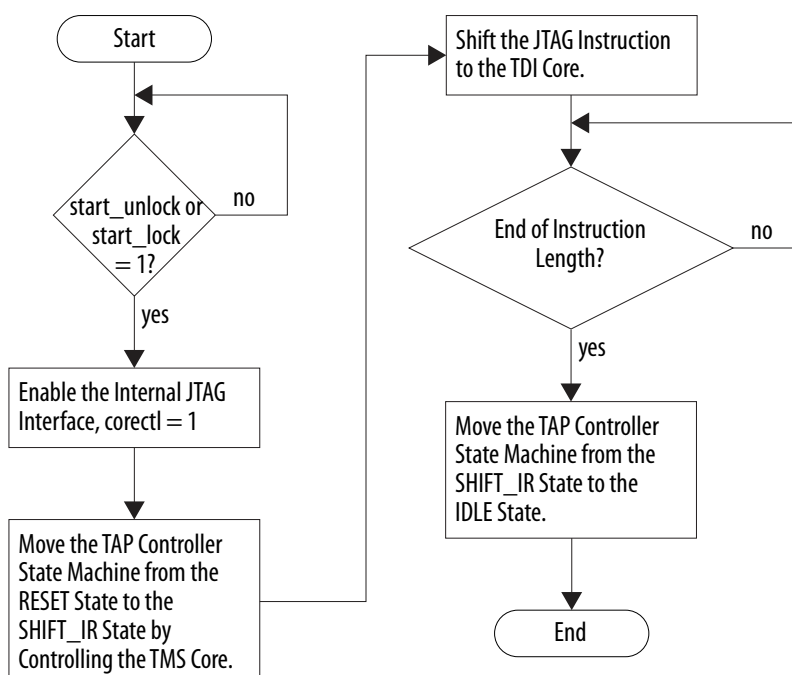 Start
start_unlock or
start_lock
= 1?
no
yes
Enable the Internal JTAG
Interface, corectl = 1
Move the TAP Controller
State Machine from the
RESET State to the
SHIFT_IR State by
Controlling the TMS Core.
Shift the JTAG Instruction
to the TDI Core.
End of Instruction
Length?
no
yes
Move the TAP Controller
State Machine from the
SHIFT_IR State to the
IDLE State.
End